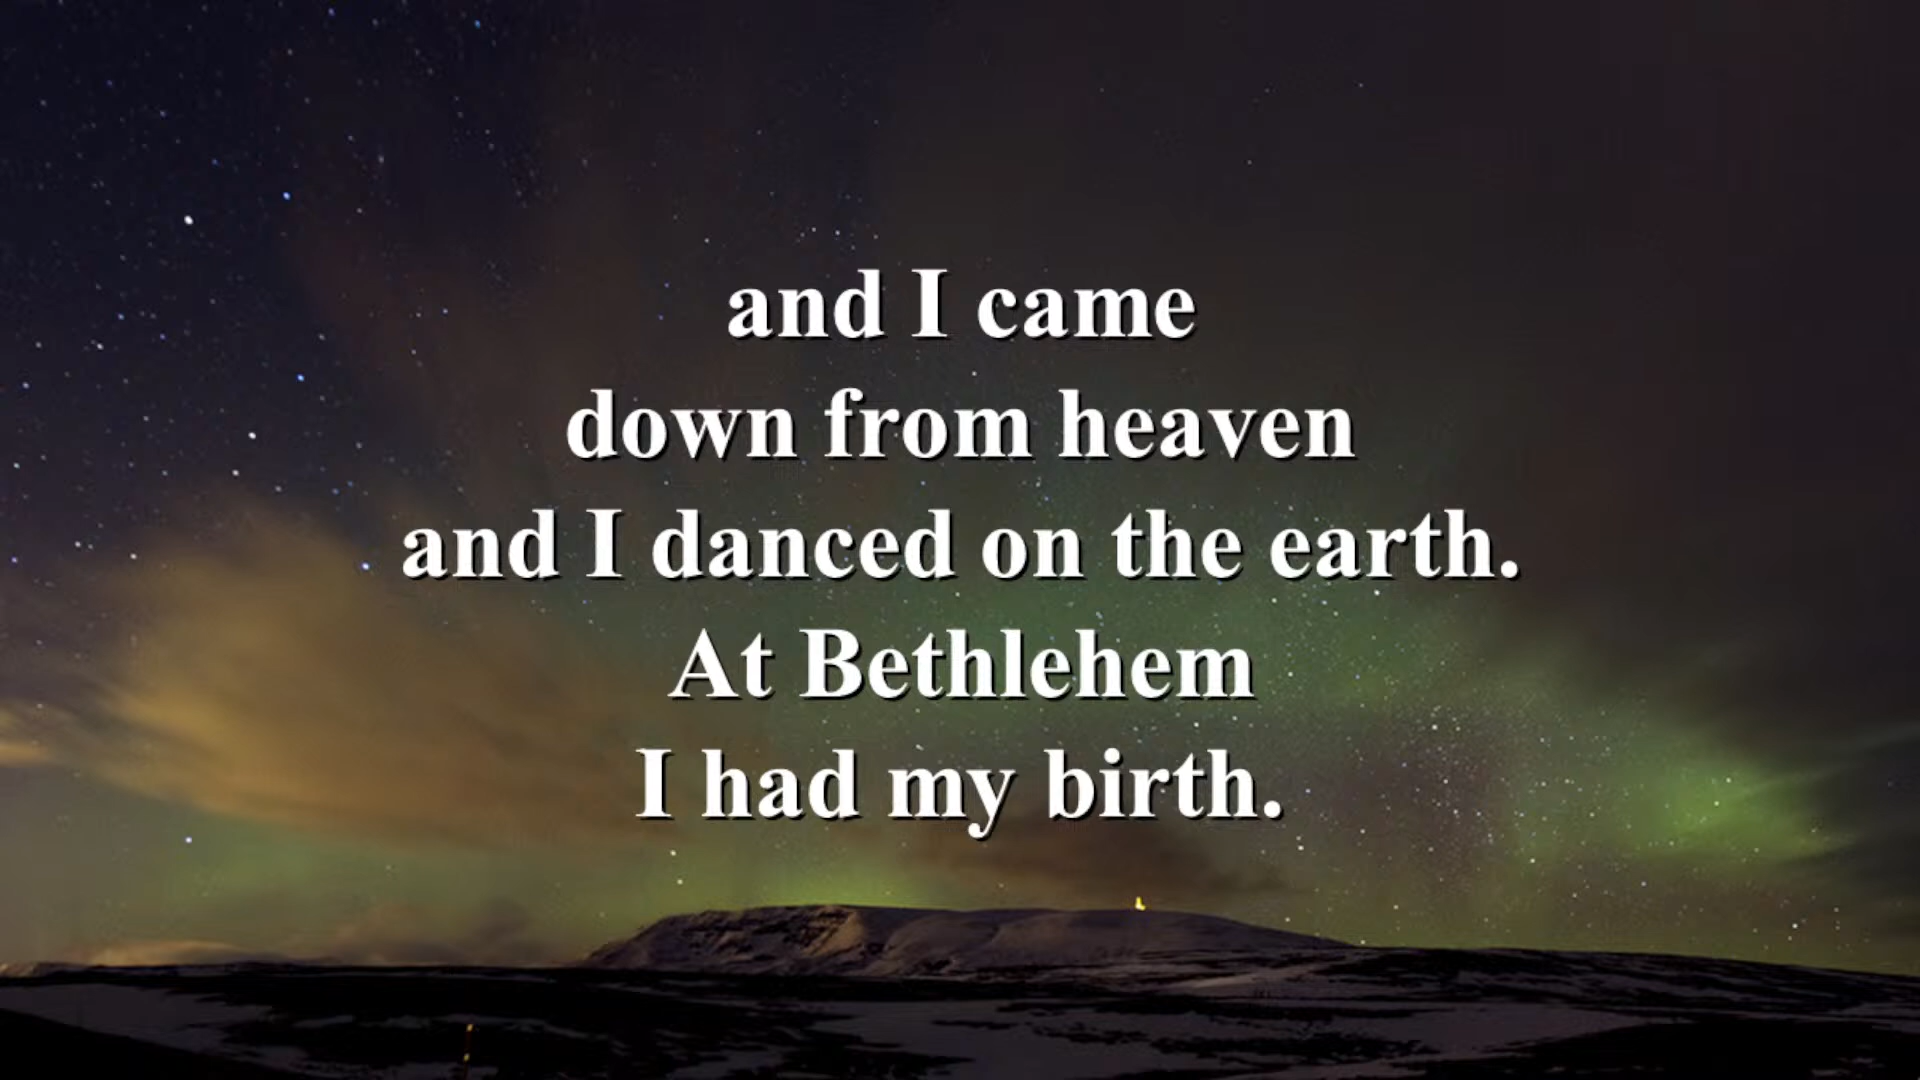 and I came
down from heaven
and I danced on the earth.
At Bethlehem
I had my birth.